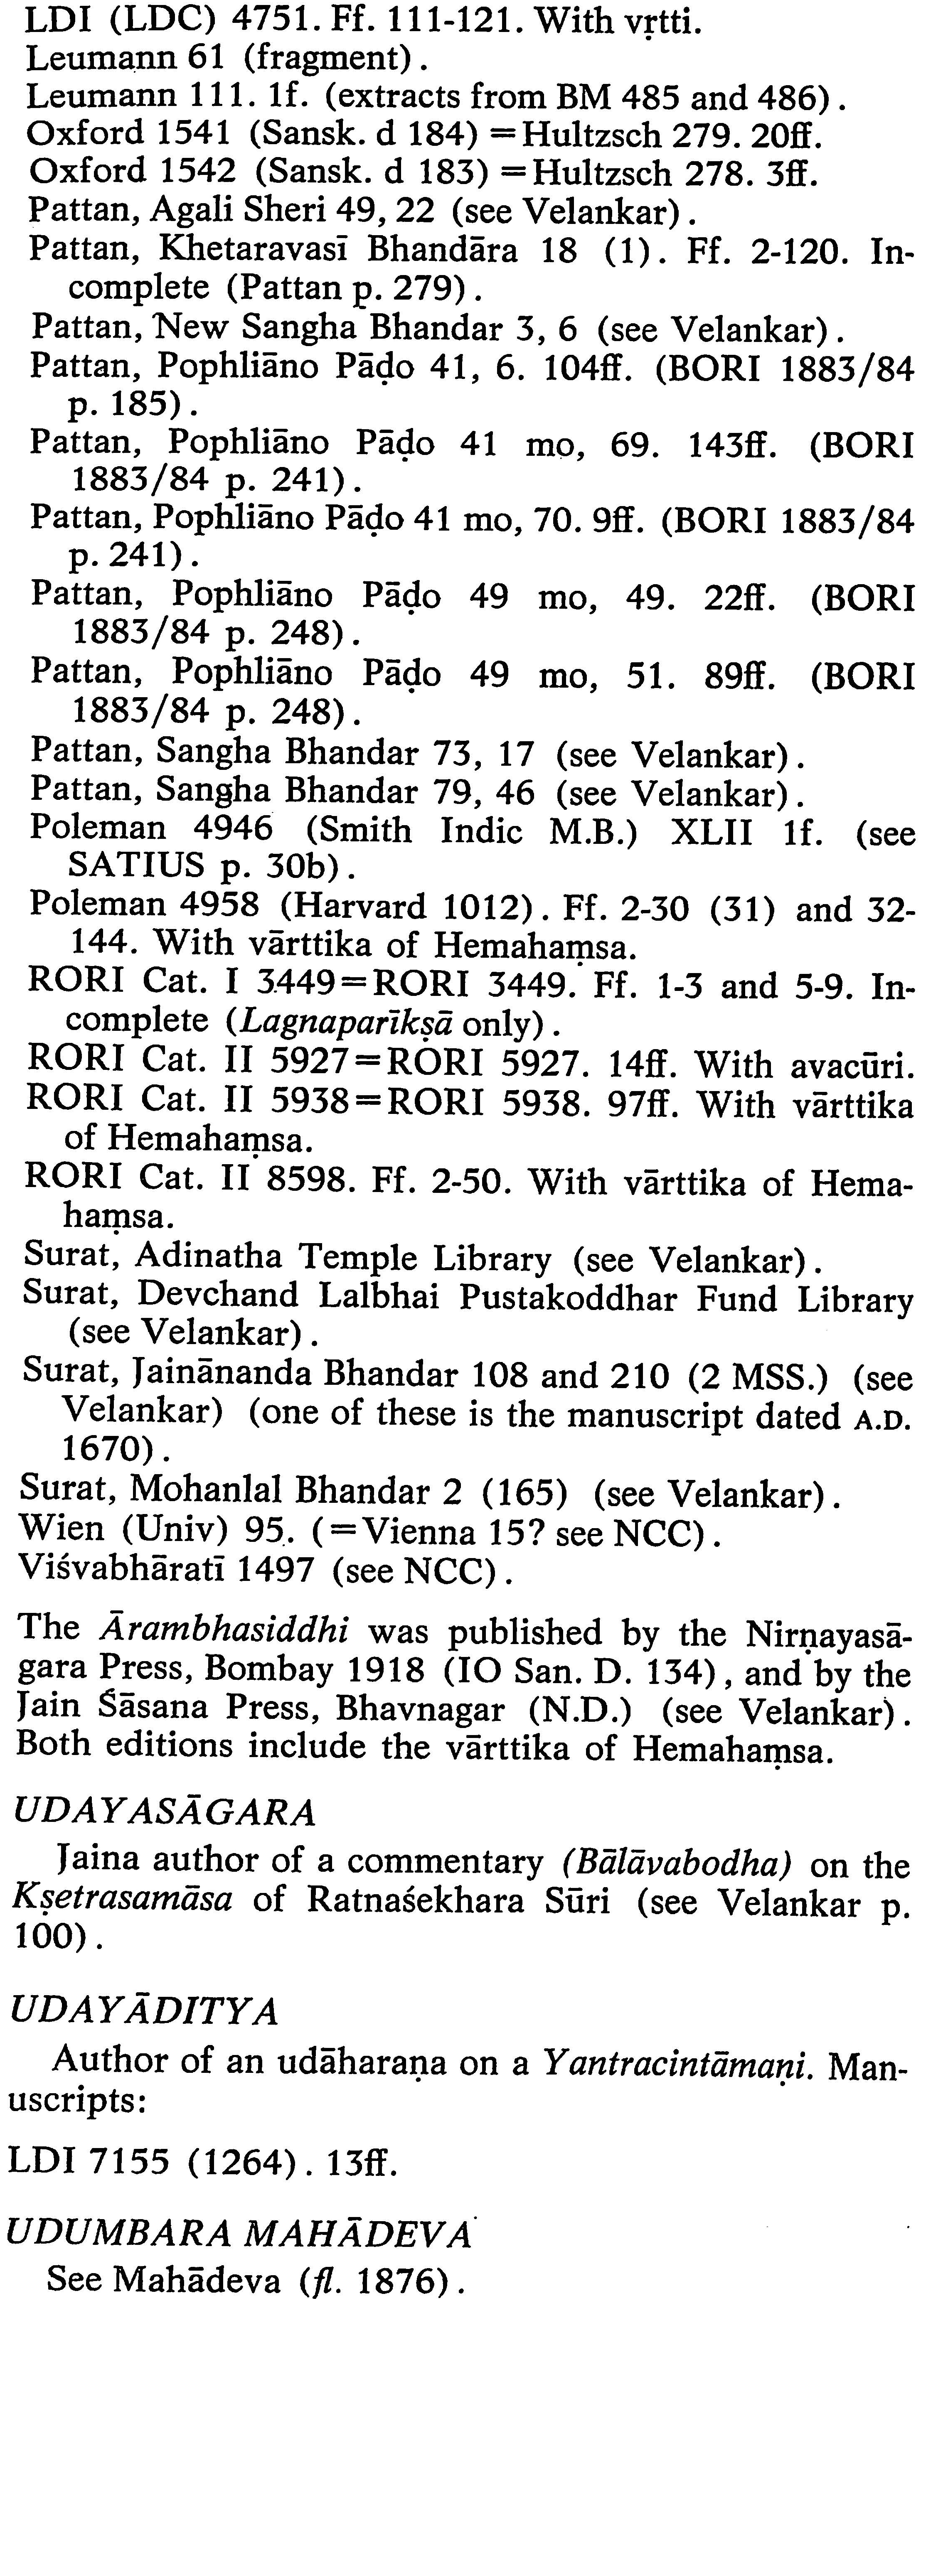 LDI (LDC) 4751. Ff. 111-121. With vṛtti.
Leumann 61 (fragment).
Leumann 111. 1f. (extracts from BM 485 and 486).
Oxford 1541 (Sansk. d 184) = Hultzsch 279. 20ff.
Oxford 1542 (Sansk. d 183) = Hultzsch 278. 3ff.
Pattan, Agali Sheri 49, 22 (see Velankar).
Pattan, Khetaravasī Bhandāra 18 (1). Ff. 2-120. In-
complete (Pattan p. 279).
Pattan, New Sangha Bhandar 3, 6 (see Velankar).
Pattan, Pophliāno Pāḍo 41, 6. 104ff. (BORI 1883/84
p. 185).
Pattan, Pophliāno Pāḍo 41 mo, 69. 143ff. (BORI
1883/84 p. 241).
Pattan, Pophliāno Pāḍo 41 mo, 70. 9ff. (BORI 1883/84
p. 241).
Pattan, Pophliāno Pāḍo 49 mo, 49. 22ff. (BORI
1883/84 p. 248).
Pattan, Pophliāno Pāḍo 49 mo, 51. 89ff. (BORI
1883/84 p. 248).
Pattan, Sangha Bhandar 73, 17 (see Velankar).
Pattan, Sangha Bhandar 79, 46 (see Velankar).
Poleman 4946 (Smith Indic M.B.) XLII 1f. (see
SATIUS p. 30b).
Poleman 4958 (Harvard 1012). Ff. 2-30 (31) and 32-
144. With vārttika of Hemahaṃsa.
RORI Cat. I 3449 = RORI 3449. Ff. 1-3 and 5-9. In-
complete (Lagnaparīkṣā only).
RORI Cat. II 5927 = RORI 5927. 14ff. With avacūri.
RORI Cat. II 5938 = RORI 5938. 97ff. With vārttika
of Hemahaṃsa.
RORI Cat. II 8598. Ff. 2-50. With vārttika of Hema-
haṃsa.
Surat, Adinatha Temple Library (see Velankar).
Surat, Devchand Lalbhai Pustakoddhar Fund Library
(see Velankar).
Surat, Jainānanda Bhandar 108 and 210 (2 MSS.) (see
Velankar) (one of these is the manuscript dated A.D.
1670).
Surat, Mohanlal Bhandar 2 (165) (see Velankar).
Wien (Univ) 95. (=Vienna 15? see NCC).
Viśvabhāratī 1497 (see NCC).
The Ārambhasiddhi was published by the Nirṇayasā-
gara Press, Bombay 1918 (IO San. D. 134), and by the
Jain Śāsana Press, Bhavnagar (N.D.) (see Velankar).
Both editions include the vārttika of Hemahaṃsa.
UDAYASĀGARA
Jaina author of a commentary (Bālāvabodha) on the
Kṣetrasamāsa of Ratnaśekhara Sūri (see Velankar p.
100).
UDAYĀDITYA
Author of an udāharaṇa on a Yantracintāmaṇi. Man-
uscripts:
LDI 7155 (1264). 13ff.
UDUMBARA MAHĀDEVA
See Mahādeva (fl. 1876).